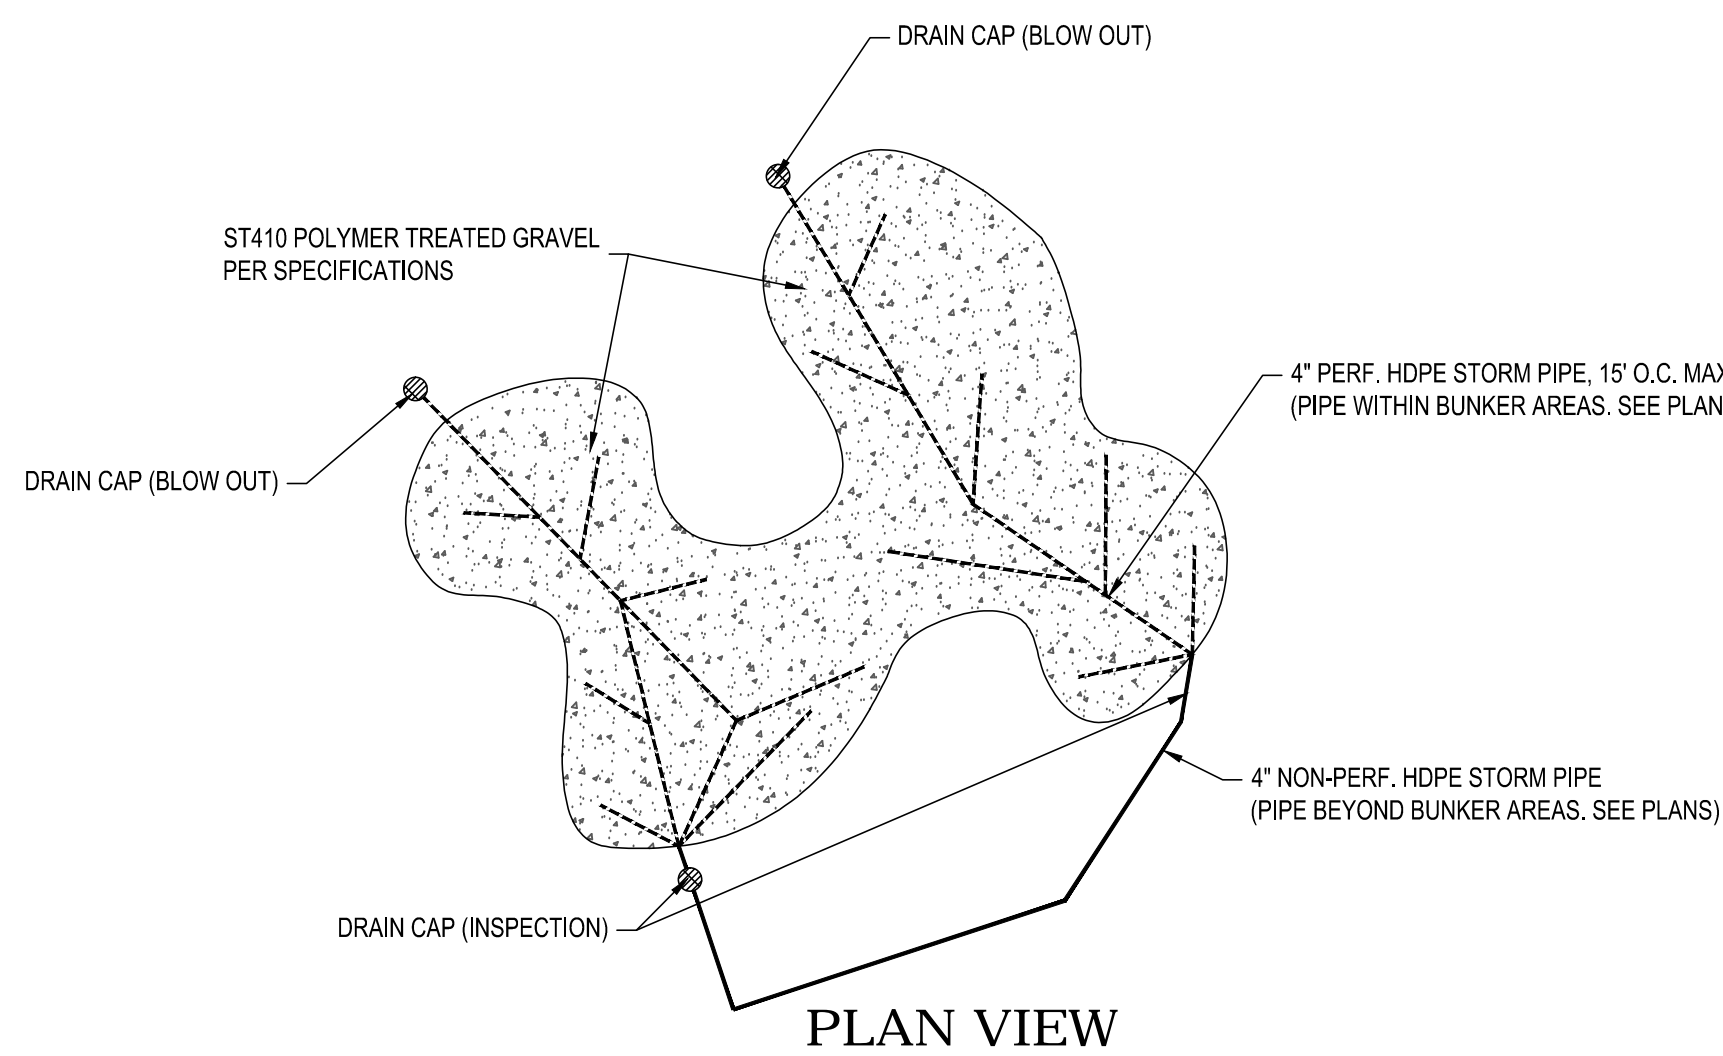 DRAIN CAP (BLOW OUT)
ST410 POLYMER TREATED GRAVEL
PER SPECIFICATIONS
4" PERF. HDPE STORM PIPE, 15' O.C. MAX
(PIPE WITHIN BUNKER AREAS. SEE PLAN
DRAIN CAP (BLOW OUT)
4" NON-PERF. HDPE STORM PIPE
(PIPE BEYOND BUNKER AREAS. SEE PLANS)
DRAIN CAP (INSPECTION)
PLAN VIEW